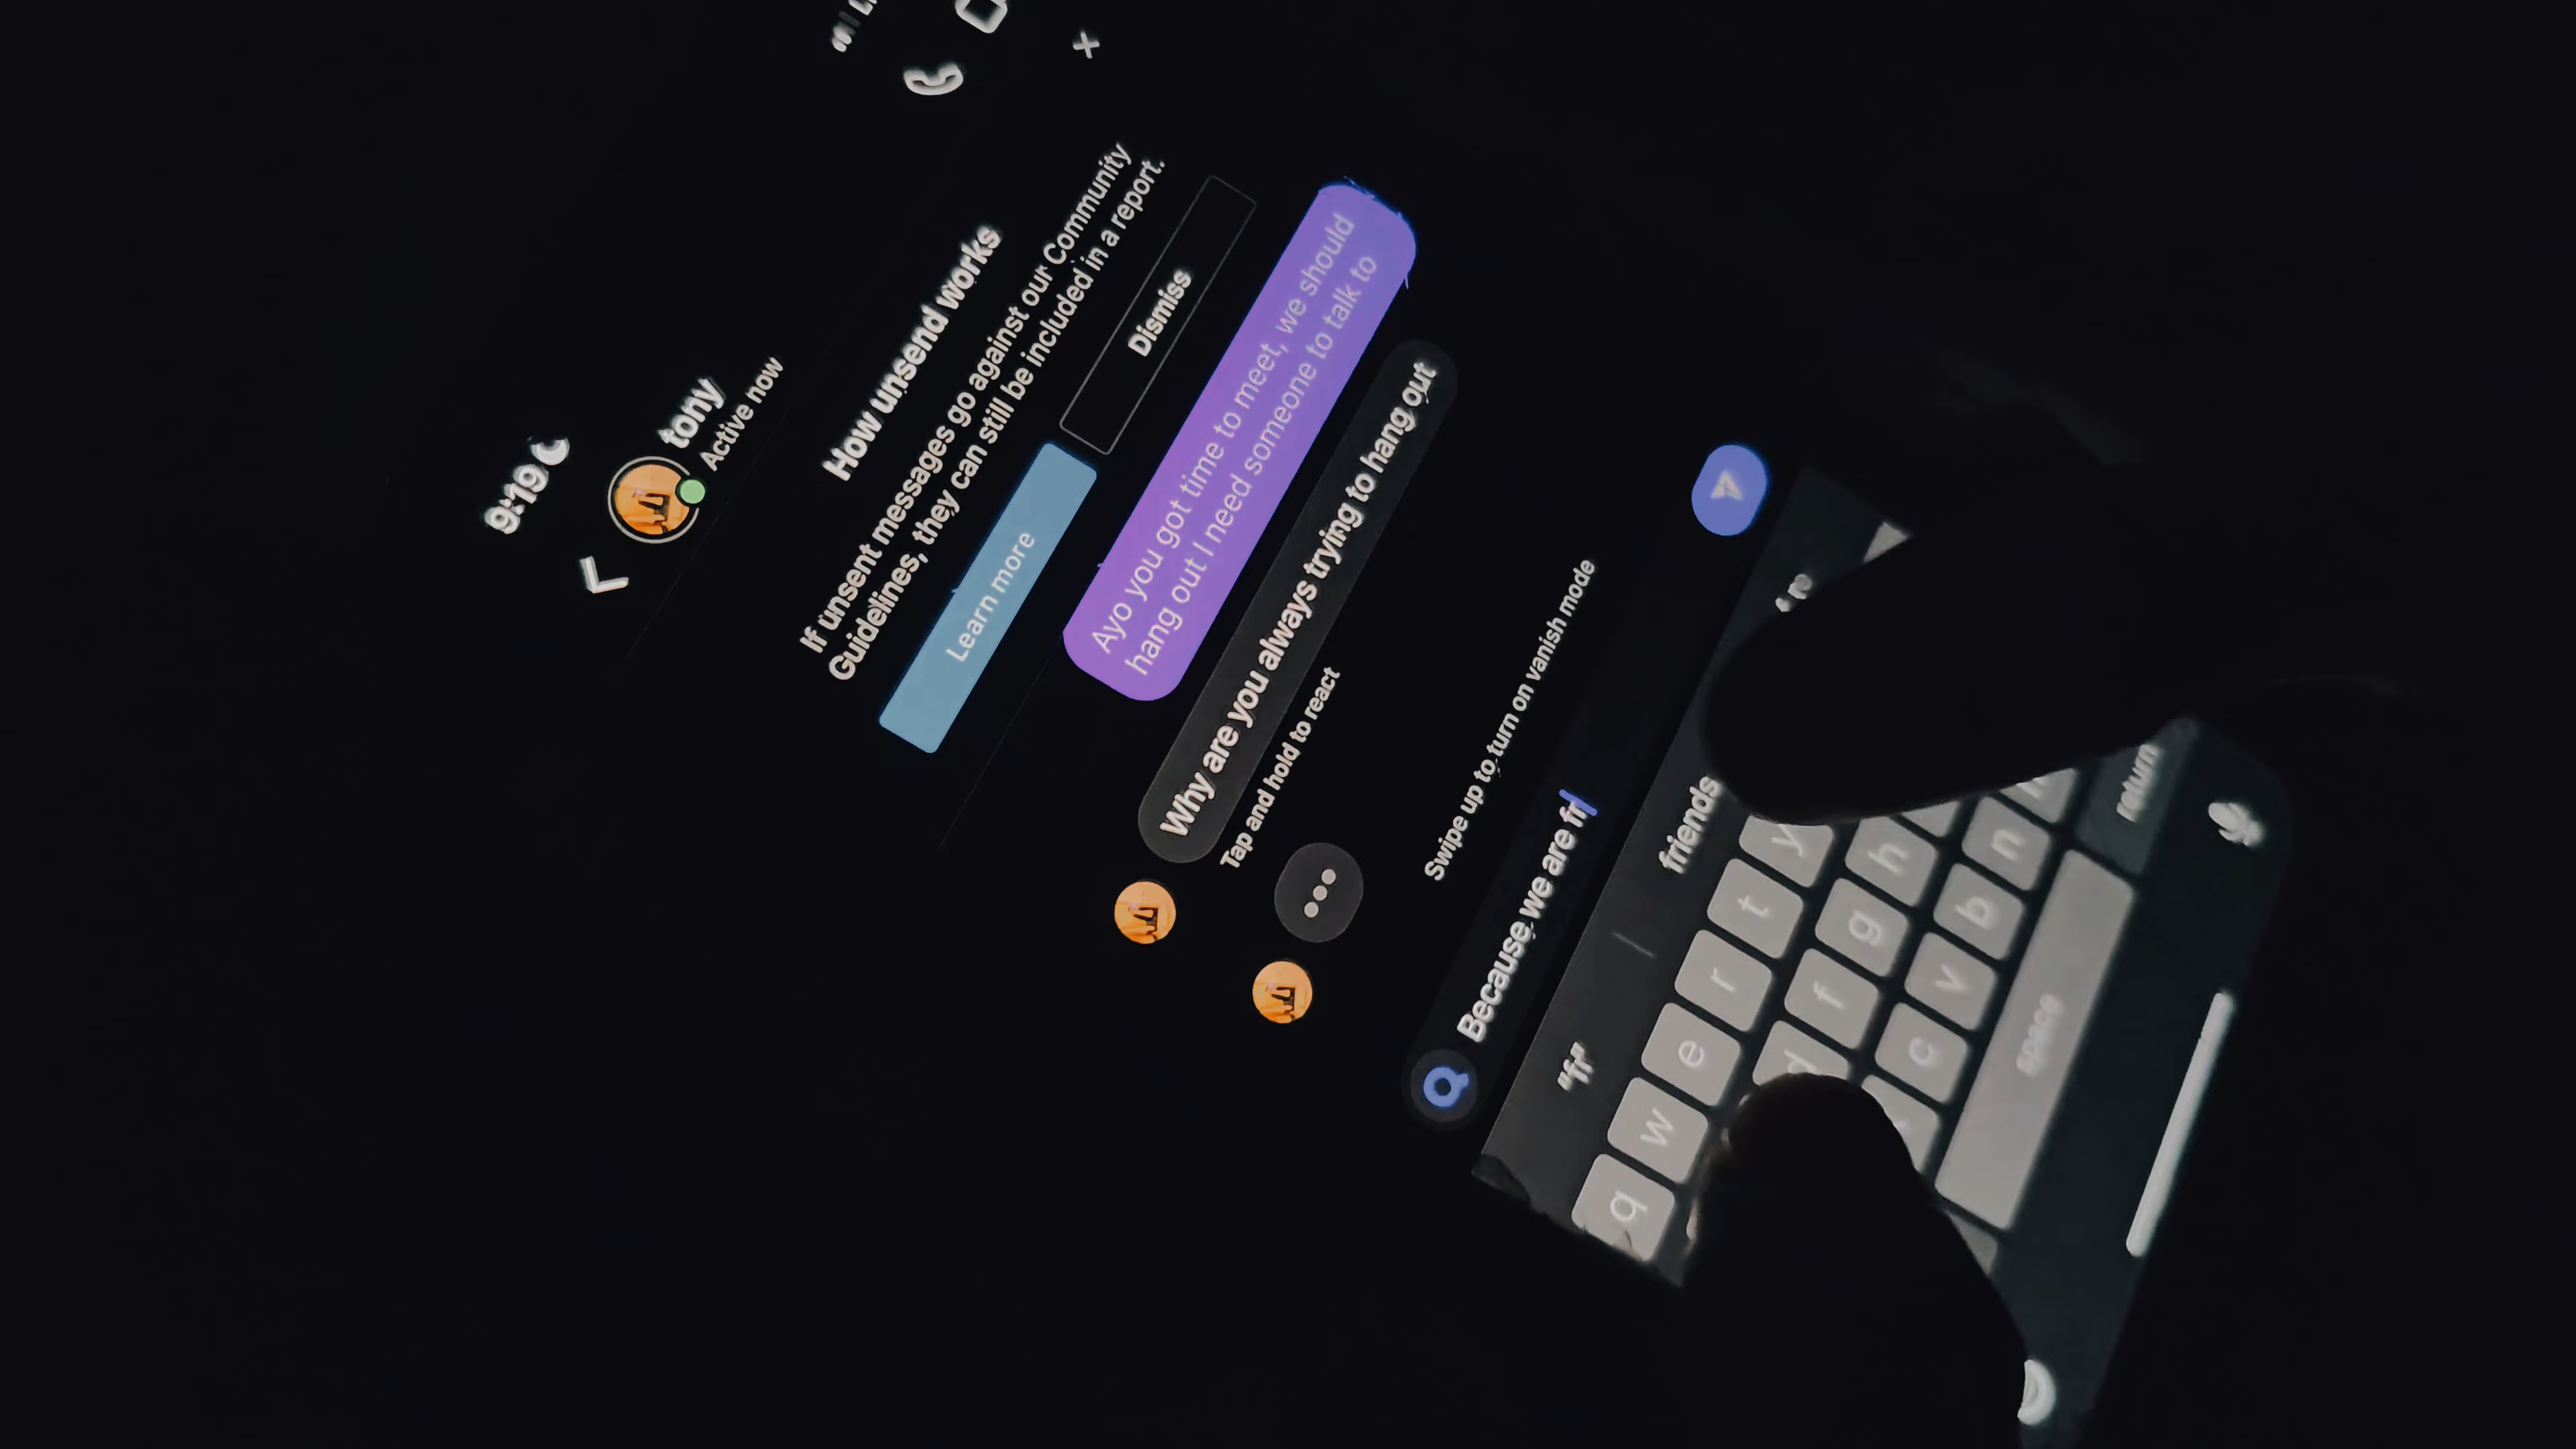 9:19
tony
Active now
How unsend works
If unsent messages go against our Community
Guidelines, they can still be included in a report.
Learn more
Dismiss
Ayo you got time to meet, we should
hang out I need someone to talk to
Why are you always trying to hang out
Tap and hold to react
Swipe up to turn on vanish mode
Because we are fr
“fr”
friends
q w e r t y
d f g h
c v b n
space
return